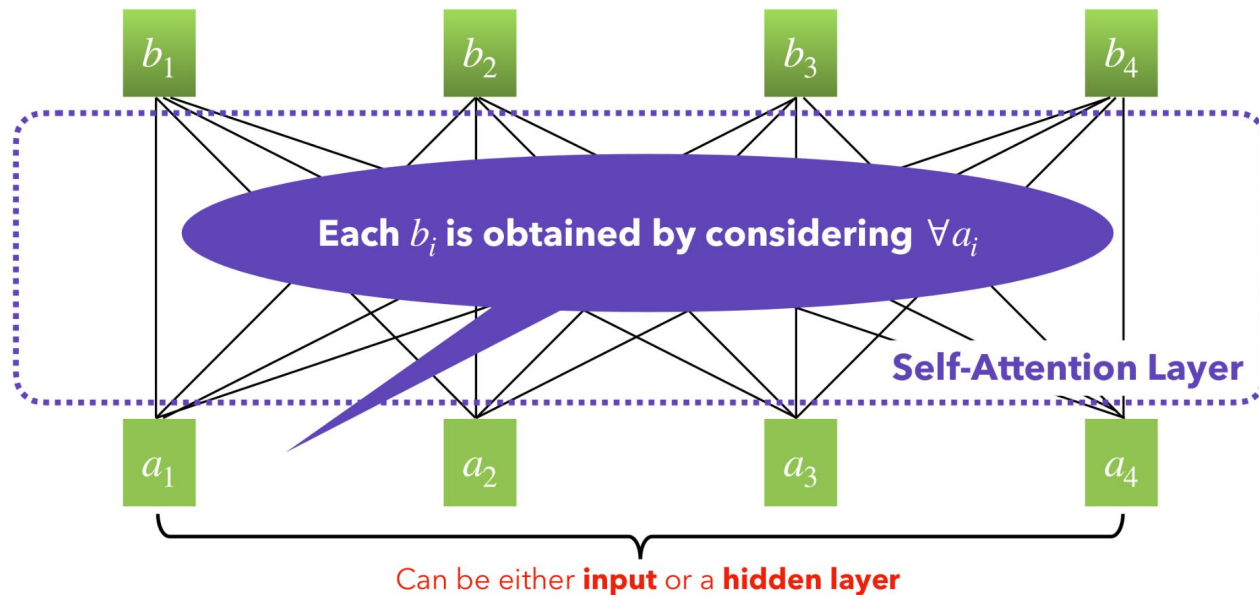 b₁ b₂ b₃ b₄
Each bᵢ is obtained by considering ∀aᵢ
Self-Attention Layer
a₁ a₂ a₃ a₄
Can be either input or a hidden layer